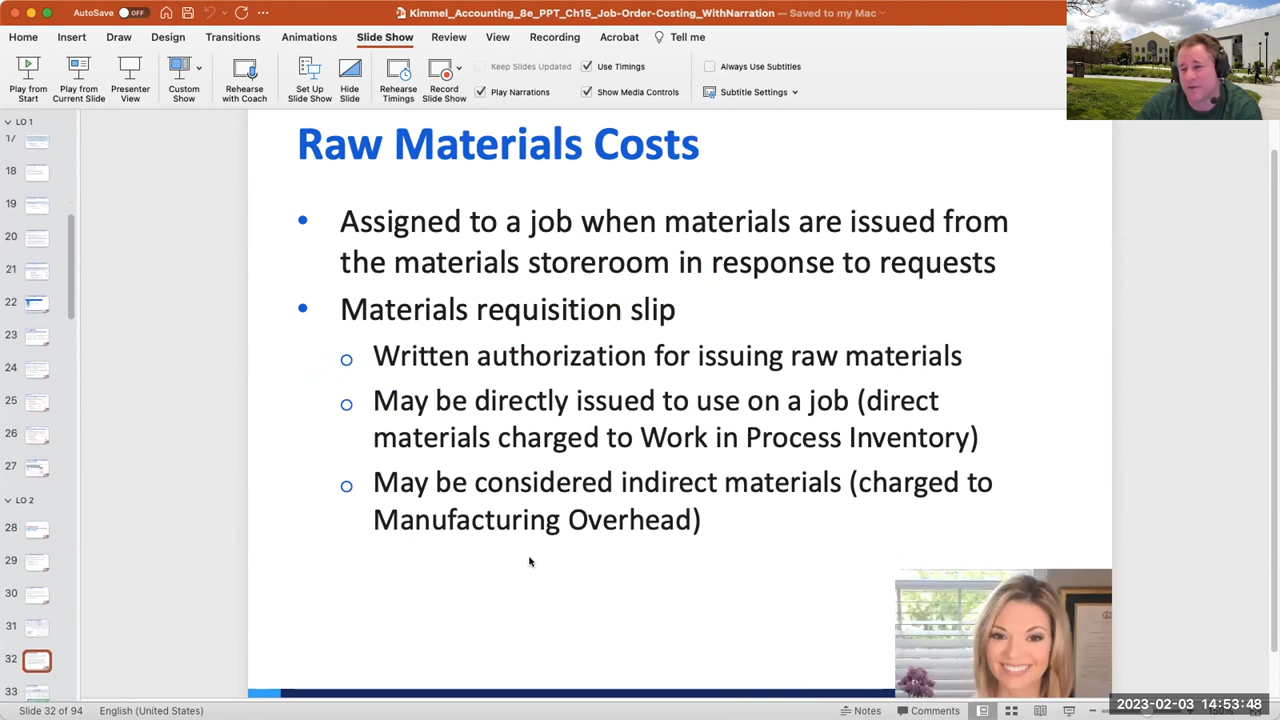 AutoSave OFF
Kimmel_Accounting_8e_PPT_Ch15_Job-Order-Costing_WithNarration — Saved to my Mac
Home Insert Draw Design Transitions Animations Slide Show Review View Recording Acrobat Tell me
Play from Start
Play from Current Slide
Presenter View
Custom Show
Rehearse with Coach
Set Up Slide Show
Hide Slide
Rehearse Timings
Record Slide Show
Keep Slides Updated
Play Narrations
Use Timings
Show Media Controls
Always Use Subtitles
Subtitle Settings
LO 1
17
18
19
20
21
22
23
24
25
26
27
LO 2
28
29
30
31
32
33
Raw Materials Costs
• Assigned to a job when materials are issued from
the materials storeroom in response to requests
• Materials requisition slip
o Written authorization for issuing raw materials
o May be directly issued to use on a job (direct
materials charged to Work in Process Inventory)
o May be considered indirect materials (charged to
Manufacturing Overhead)
Slide 32 of 94 English (United States)
Notes Comments
2023-02-03 14:53:48